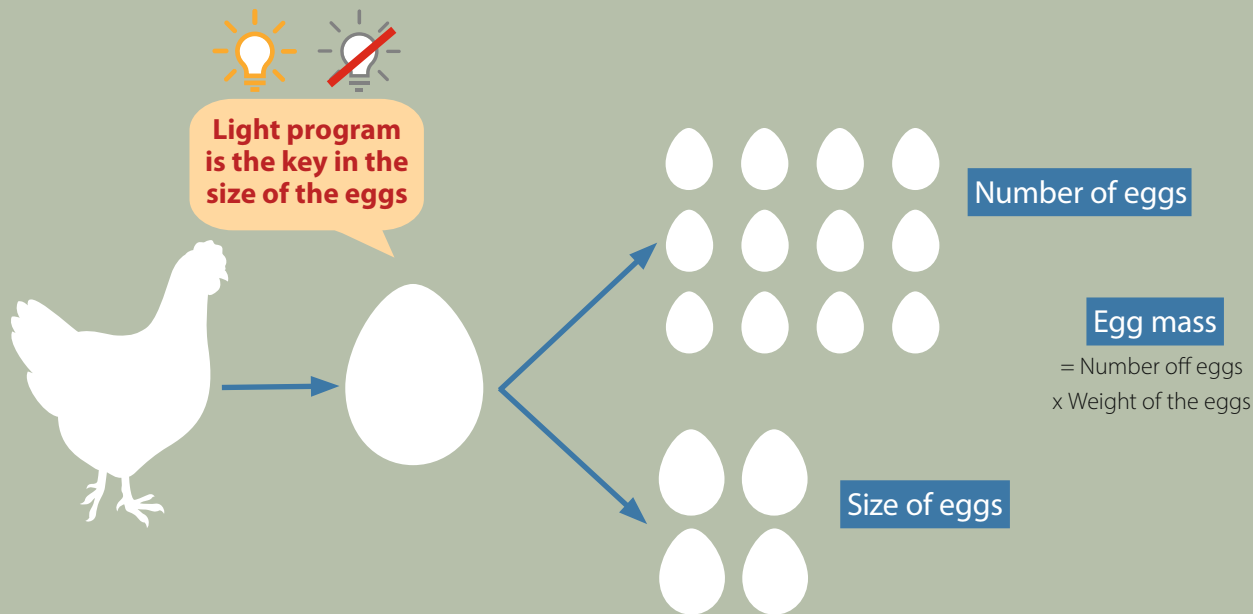 Light program
is the key in the
size of the eggs
Number of eggs
Egg mass
= Number off eggs
x Weight of the eggs
Size of eggs